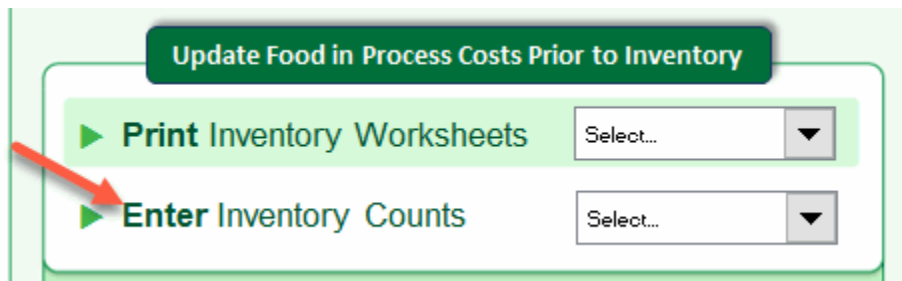 Update Food in Process Costs Prior to Inventory
Print Inventory Worksheets Select...
Enter Inventory Counts Select...